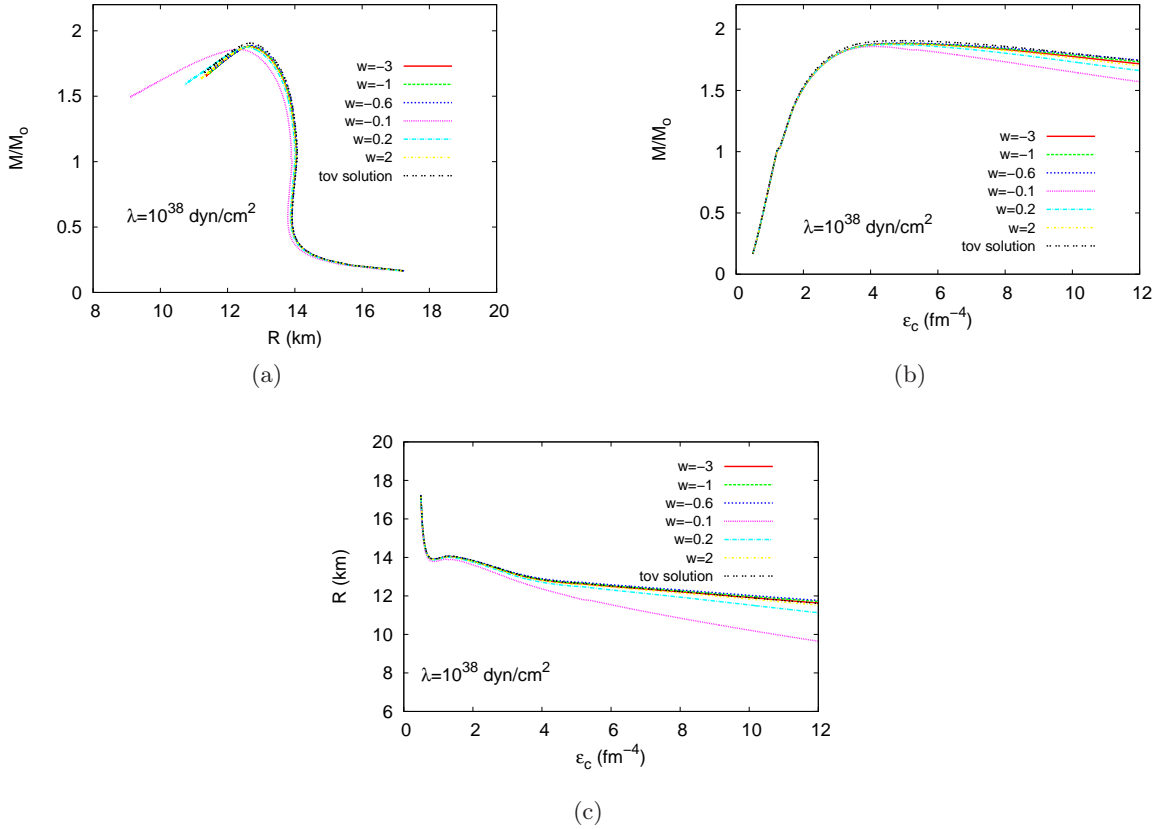 M/M₀
2
1.5
1
0.5
0
w=−3
w=−1
w=−0.6
w=−0.1
w=0.2
w=2
tov solution
λ=10³⁸ dyn/cm²
8 10 12 14 16 18 20
R (km)
(a)
M/M₀
2
1.5
1
0.5
0
w=−3
w=−1
w=−0.6
w=−0.1
w=0.2
w=2
tov solution
λ=10³⁸ dyn/cm²
0 2 4 6 8 10 12
ε_c (fm⁻⁴)
(b)
R (km)
20
18
16
14
12
10
8
6
w=−3
w=−1
w=−0.6
w=−0.1
w=0.2
w=2
tov solution
λ=10³⁸ dyn/cm²
0 2 4 6 8 10 12
ε_c (fm⁻⁴)
(c)